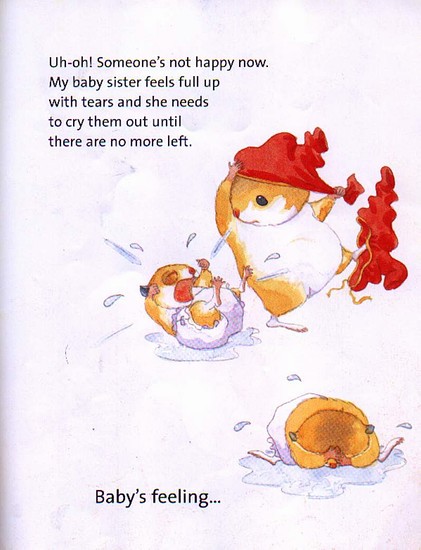 Uh-oh! Someone's not happy now.
My baby sister feels full up
with tears and she needs
to cry them out until
there are no more left.
Baby's feeling...